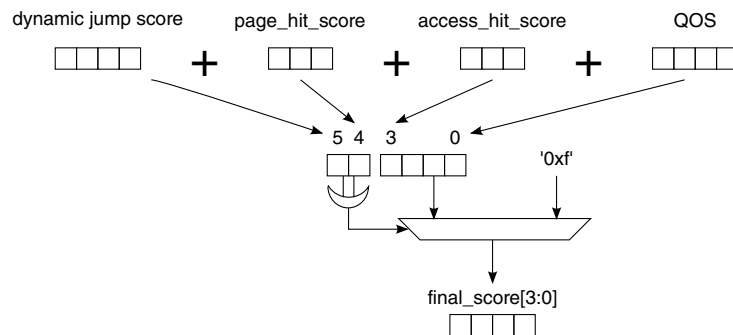 dynamic jump score page_hit_score access_hit_score QOS
+ + +
5 4 3 0
'0xf'
final_score[3:0]